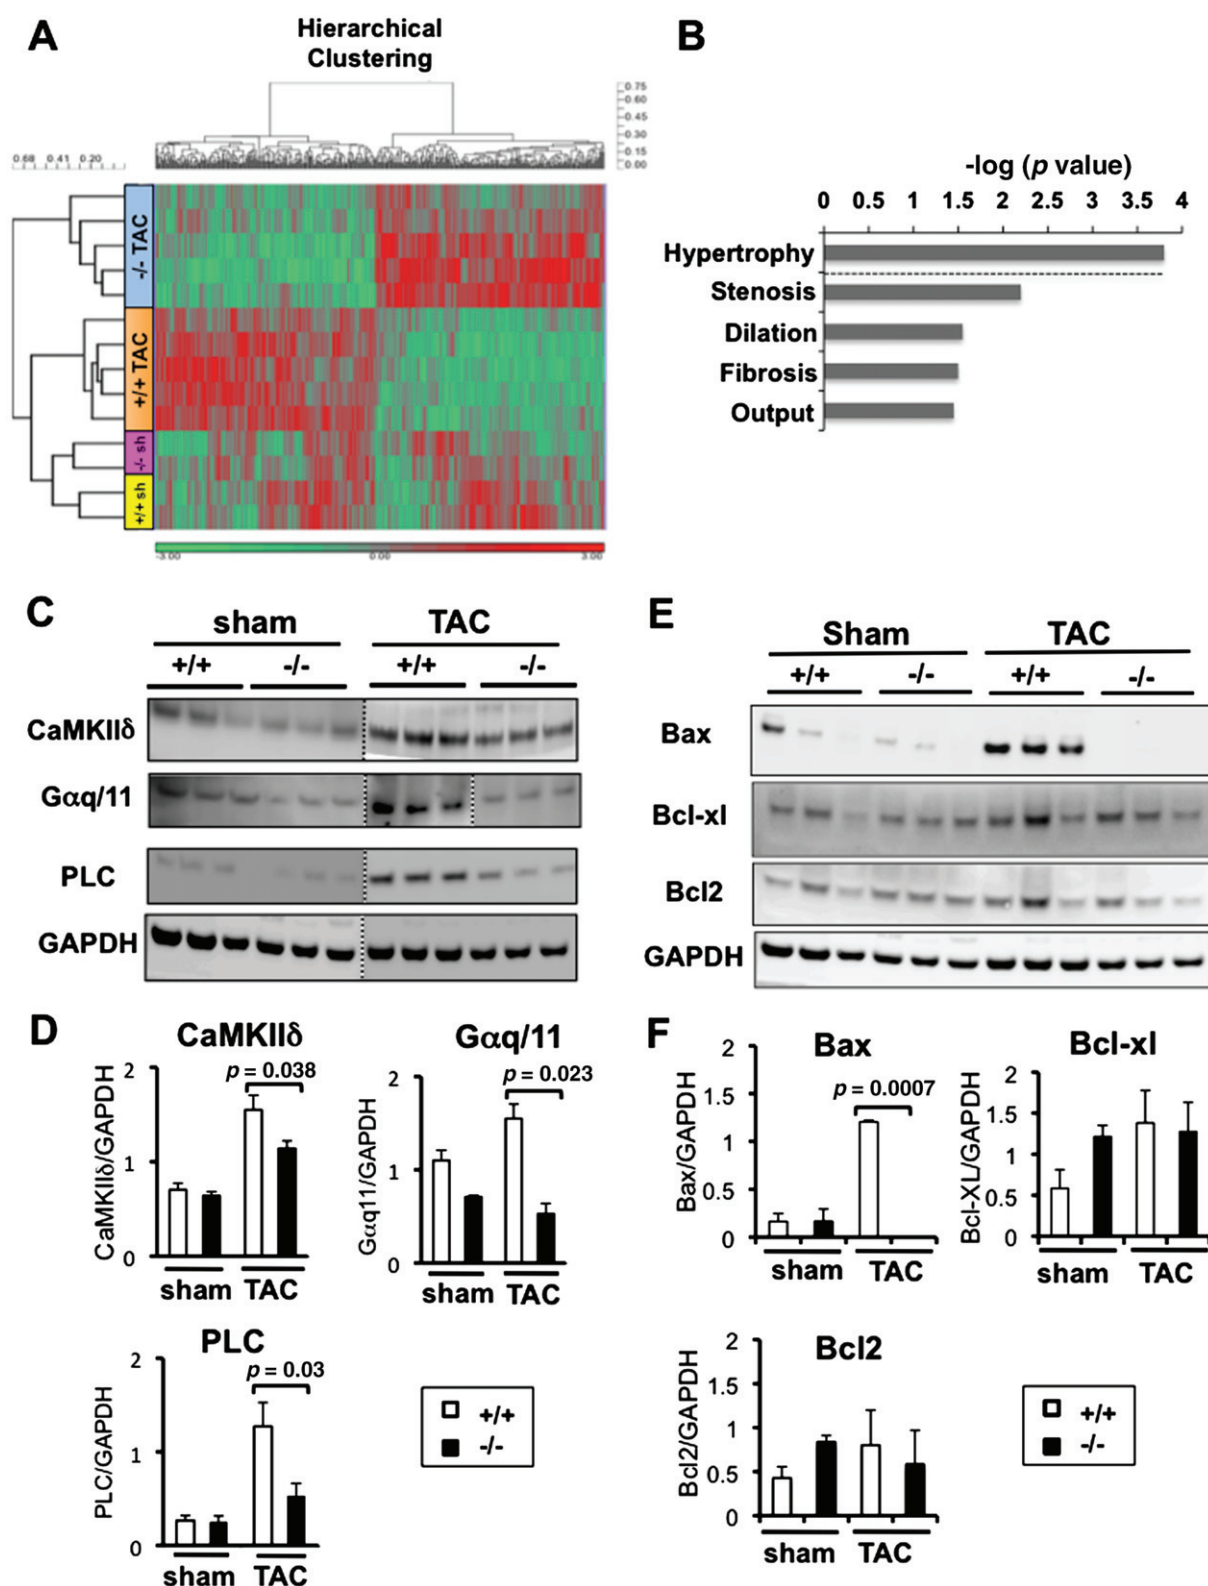 A
Hierarchical
Clustering
0.75
0.60
0.45
0.30
0.15
0.00
0.68 0.41 0.20
-/- TAC
+/+ TAC
-/- sh
+/+ sh
-3.00 0.00 3.00
B
-log (p value)
0 0.5 1 1.5 2 2.5 3 3.5 4
Hypertrophy
Stenosis
Dilation
Fibrosis
Output
C
sham TAC
+/+ -/- +/+ -/-
CaMKIIδ
Gαq/11
PLC
GAPDH
E
Sham TAC
+/+ -/- +/+ -/-
Bax
Bcl-xl
Bcl2
GAPDH
D
CaMKIIδ
CaMKIIδ/GAPDH
2
1
0
p = 0.038
sham TAC
Gαq/11
Gαq11/GAPDH
2
1
0
p = 0.023
sham TAC
PLC
PLC/GAPDH
2
1
0
p = 0.03
sham TAC
+/+
-/-
F
Bax
Bax/GAPDH
2
1.5
1
0.5
0
p = 0.0007
sham TAC
Bcl-xl
Bcl-XL/GAPDH
2
1.5
1
0.5
0
sham TAC
Bcl2
Bcl2/GAPDH
2
1.5
1
0.5
0
sham TAC
+/+
-/-